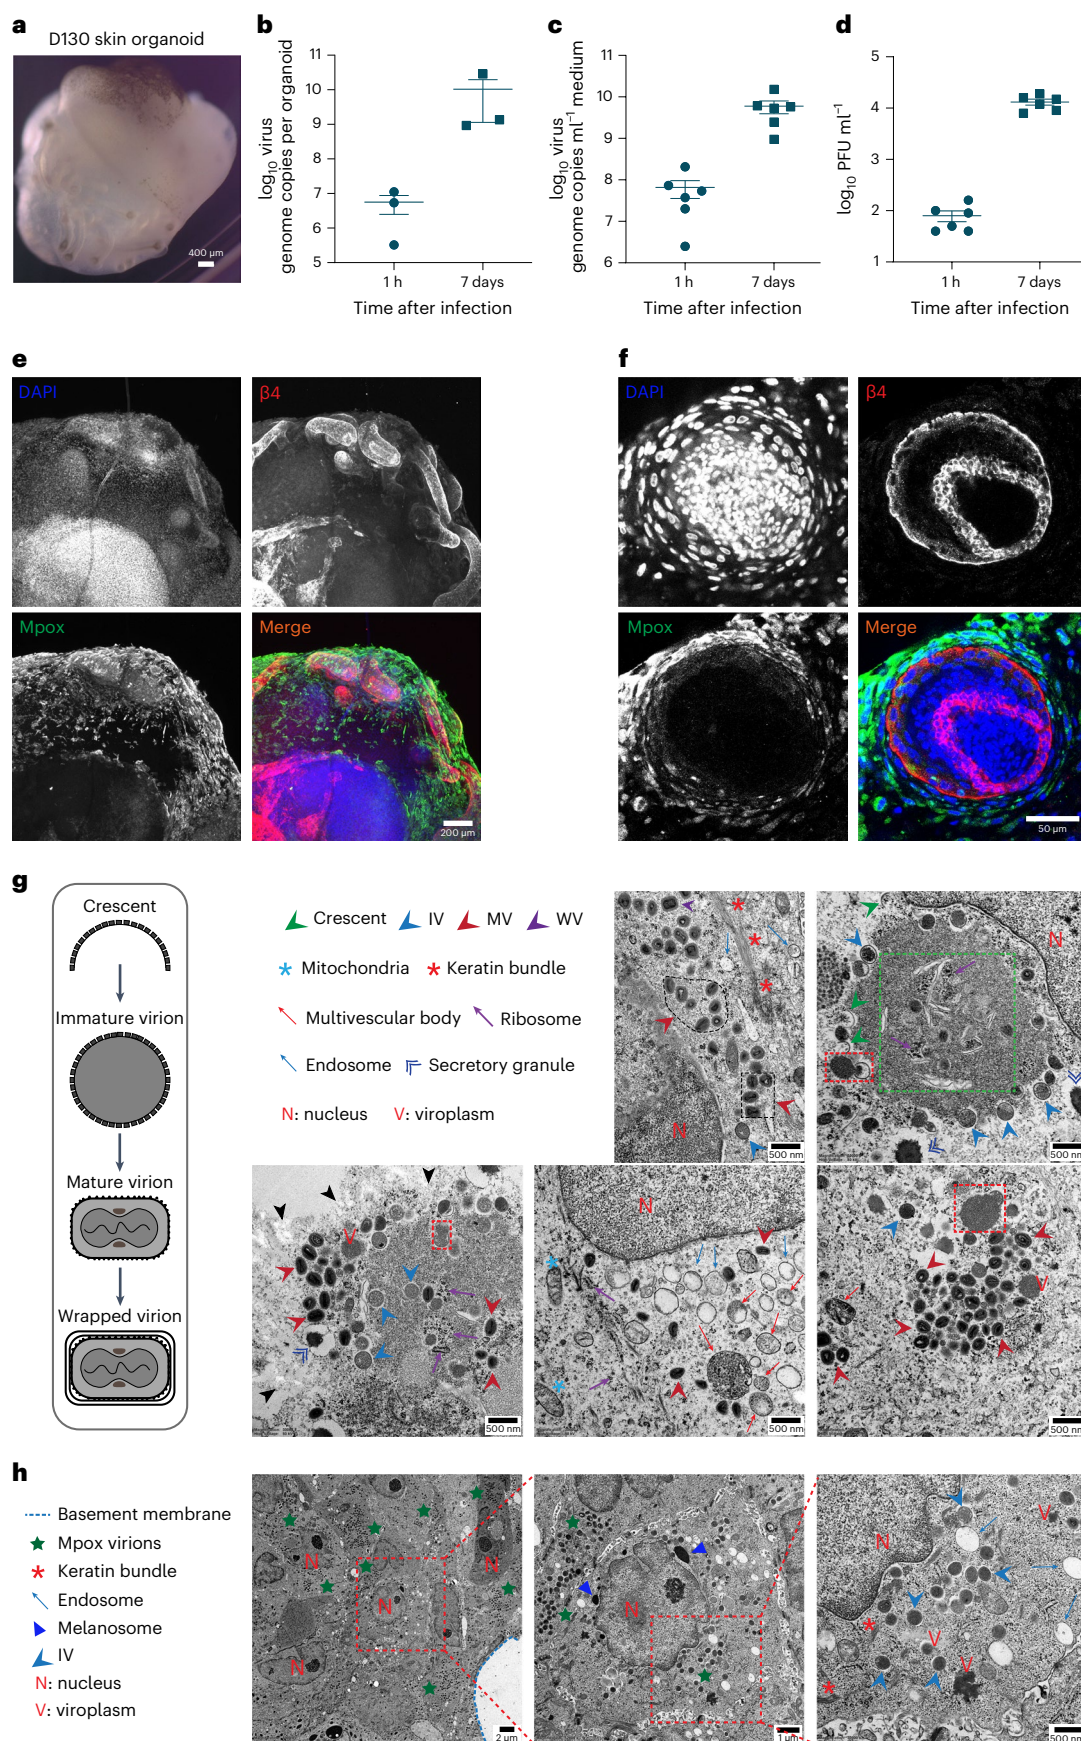 a
D130 skin organoid
400 µm
b
log10 virus
genome copies per organoid
11
10
9
8
7
6
5
1 h
7 days
Time after infection
c
log10 virus
genome copies ml−1 medium
11
10
9
8
7
6
1 h
7 days
Time after infection
d
log10 PFU ml−1
5
4
3
2
1
1 h
7 days
Time after infection
e
DAPI
β4
Mpox
Merge
200 µm
f
DAPI
β4
Mpox
Merge
50 µm
g
Crescent
Immature virion
Mature virion
Wrapped virion
Crescent IV MV WV
Mitochondria Keratin bundle
Multivescular body Ribosome
Endosome Secretory granule
N: nucleus V: viroplasm
N
500 nm
N
500 nm
V
500 nm
N
500 nm
V
500 nm
h
Basement membrane
Mpox virions
Keratin bundle
Endosome
Melanosome
IV
N: nucleus
V: viroplasm
N
N
N
N
2 µm
N
1 µm
N
V
V
V
500 nm